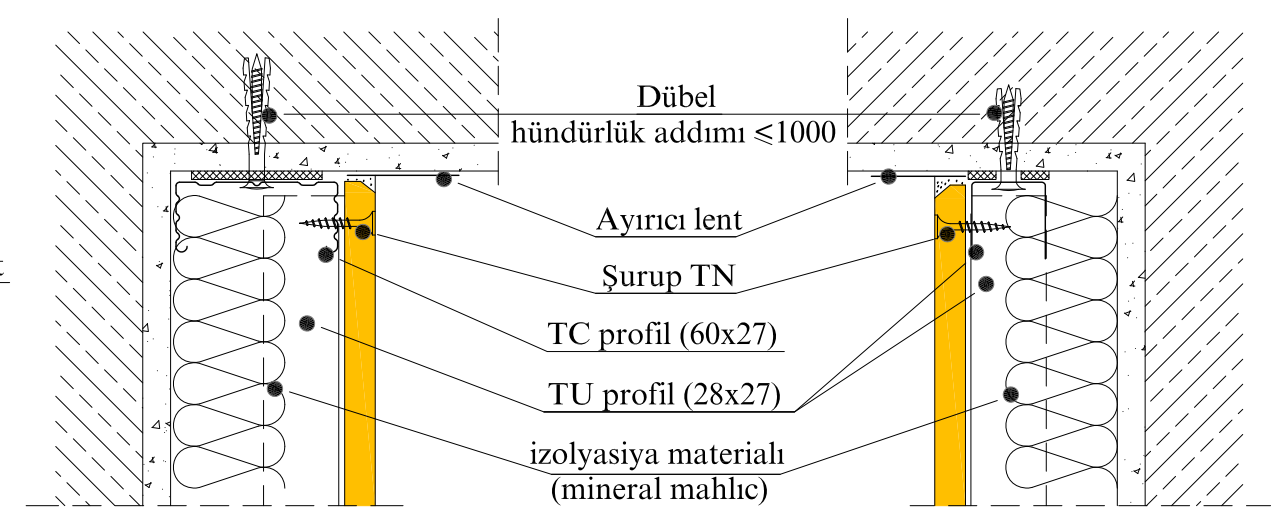 Dübel
hündürlük addımı ≤1000
Ayırıcı lent
Şurup TN
TC profil (60x27)
TU profil (28x27)
izolyasiya materialı
(mineral mahlıc)